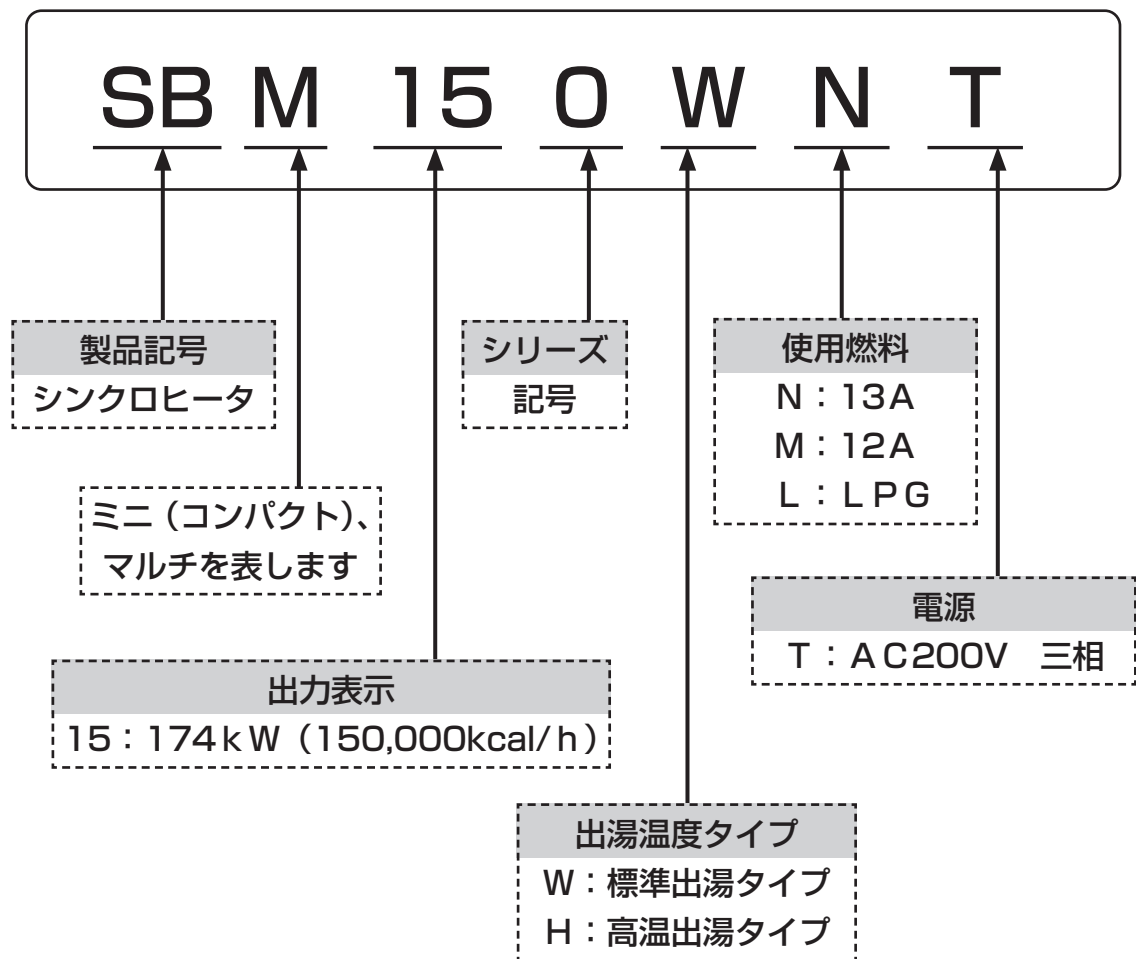 SB M 15 0 W N T
製品記号
シンクロヒータ
ミニ（コンパクト）、
マルチを表します
出力表示
15：174kW（150,000kcal/h）
シリーズ
記号
出湯温度タイプ
W：標準出湯タイプ
H：高温出湯タイプ
使用燃料
N：13A
M：12A
L：LPG
電源
T：AC200V　三相